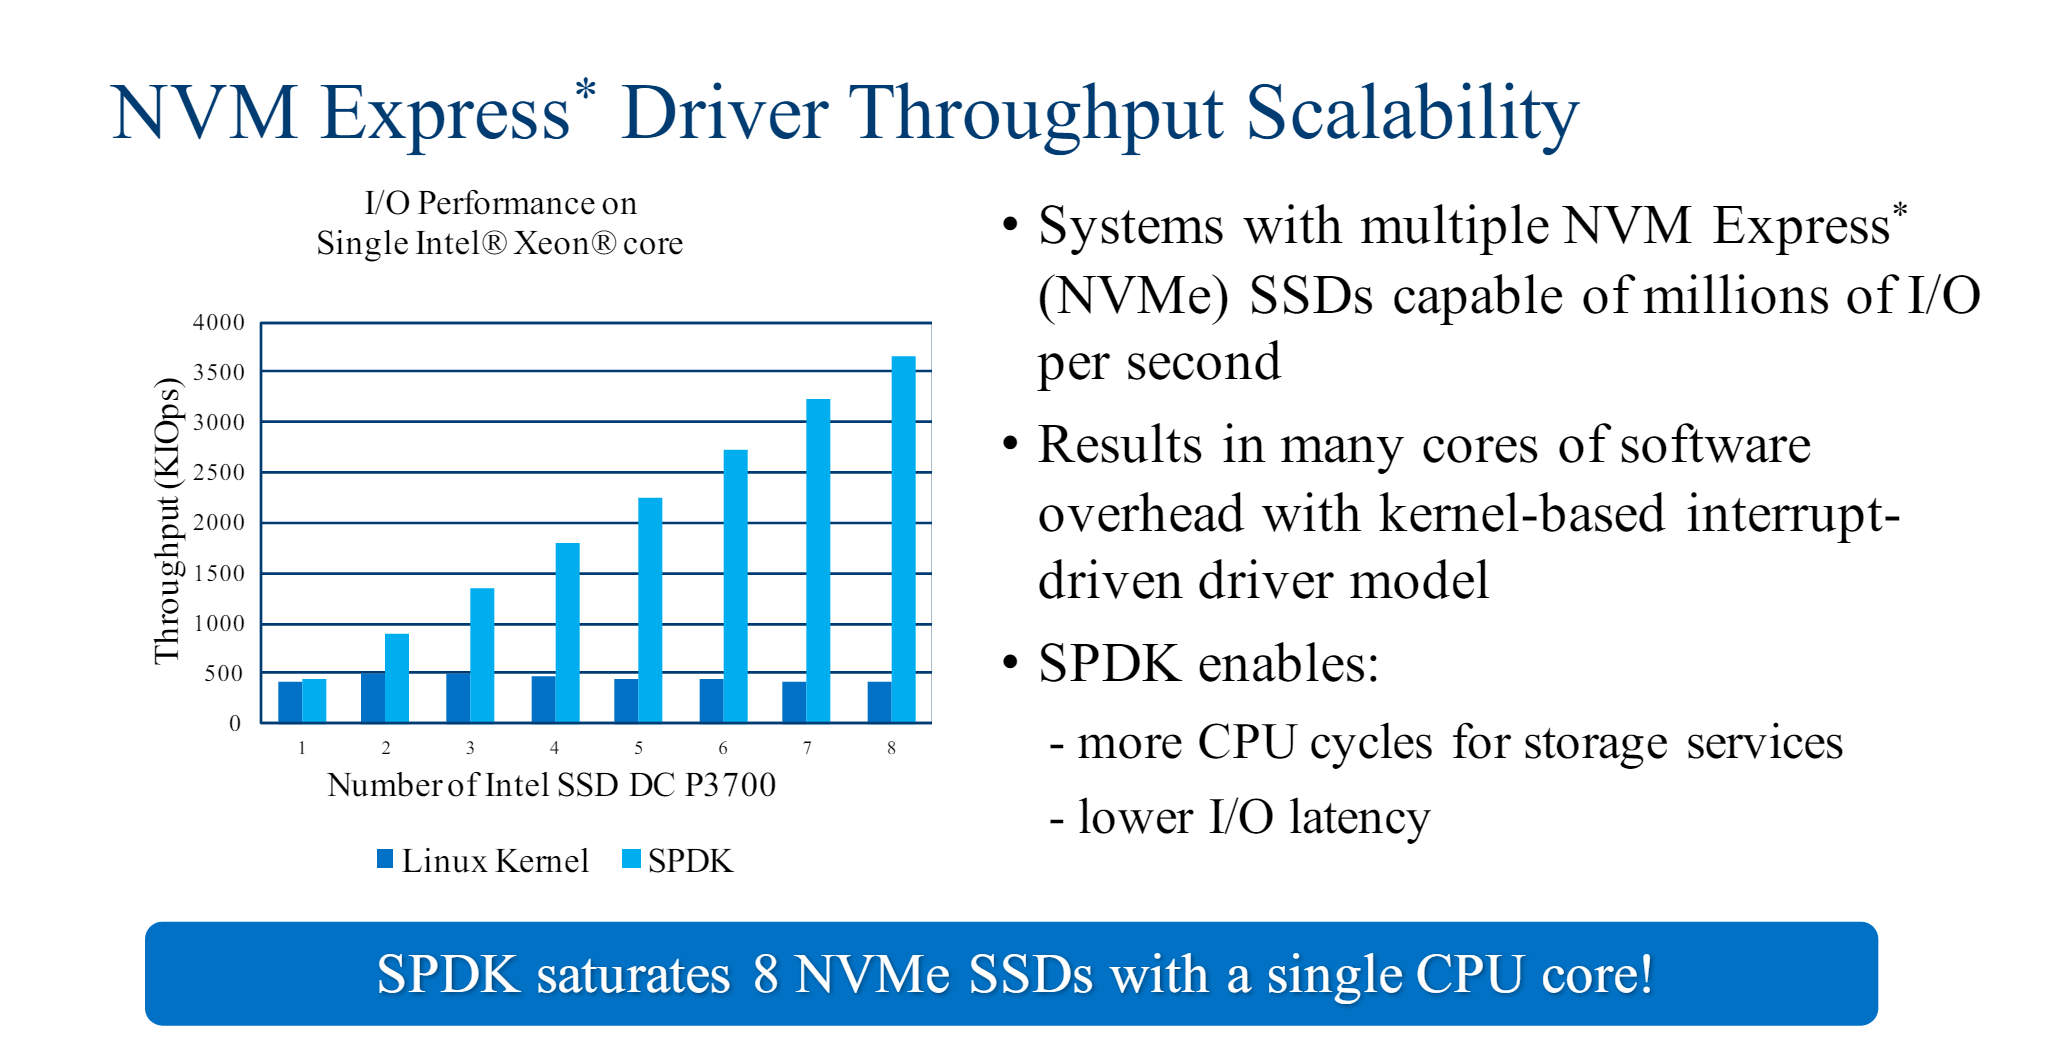 NVM Express* Driver Throughput Scalability
I/O Performance on
Single Intel® Xeon® core
4000
3500
3000
2500
2000
1500
1000
500
0
Throughput (KIOps)
1 2 3 4 5 6 7 8
Number of Intel SSD DC P3700
Linux Kernel SPDK
• Systems with multiple NVM Express*
(NVMe) SSDs capable of millions of I/O
per second
• Results in many cores of software
overhead with kernel-based interrupt-
driven driver model
• SPDK enables:
- more CPU cycles for storage services
- lower I/O latency
SPDK saturates 8 NVMe SSDs with a single CPU core!